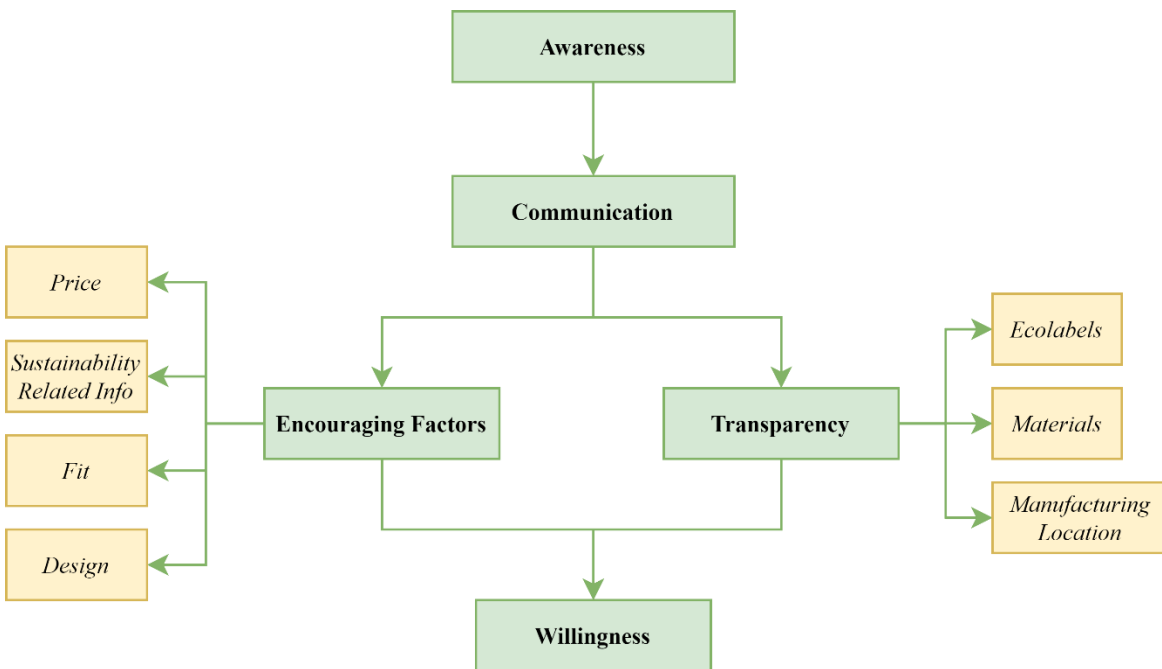 Awareness
Communication
Price
Sustainability
Related Info
Fit
Design
Encouraging Factors
Transparency
Ecolabels
Materials
Manufacturing
Location
Willingness